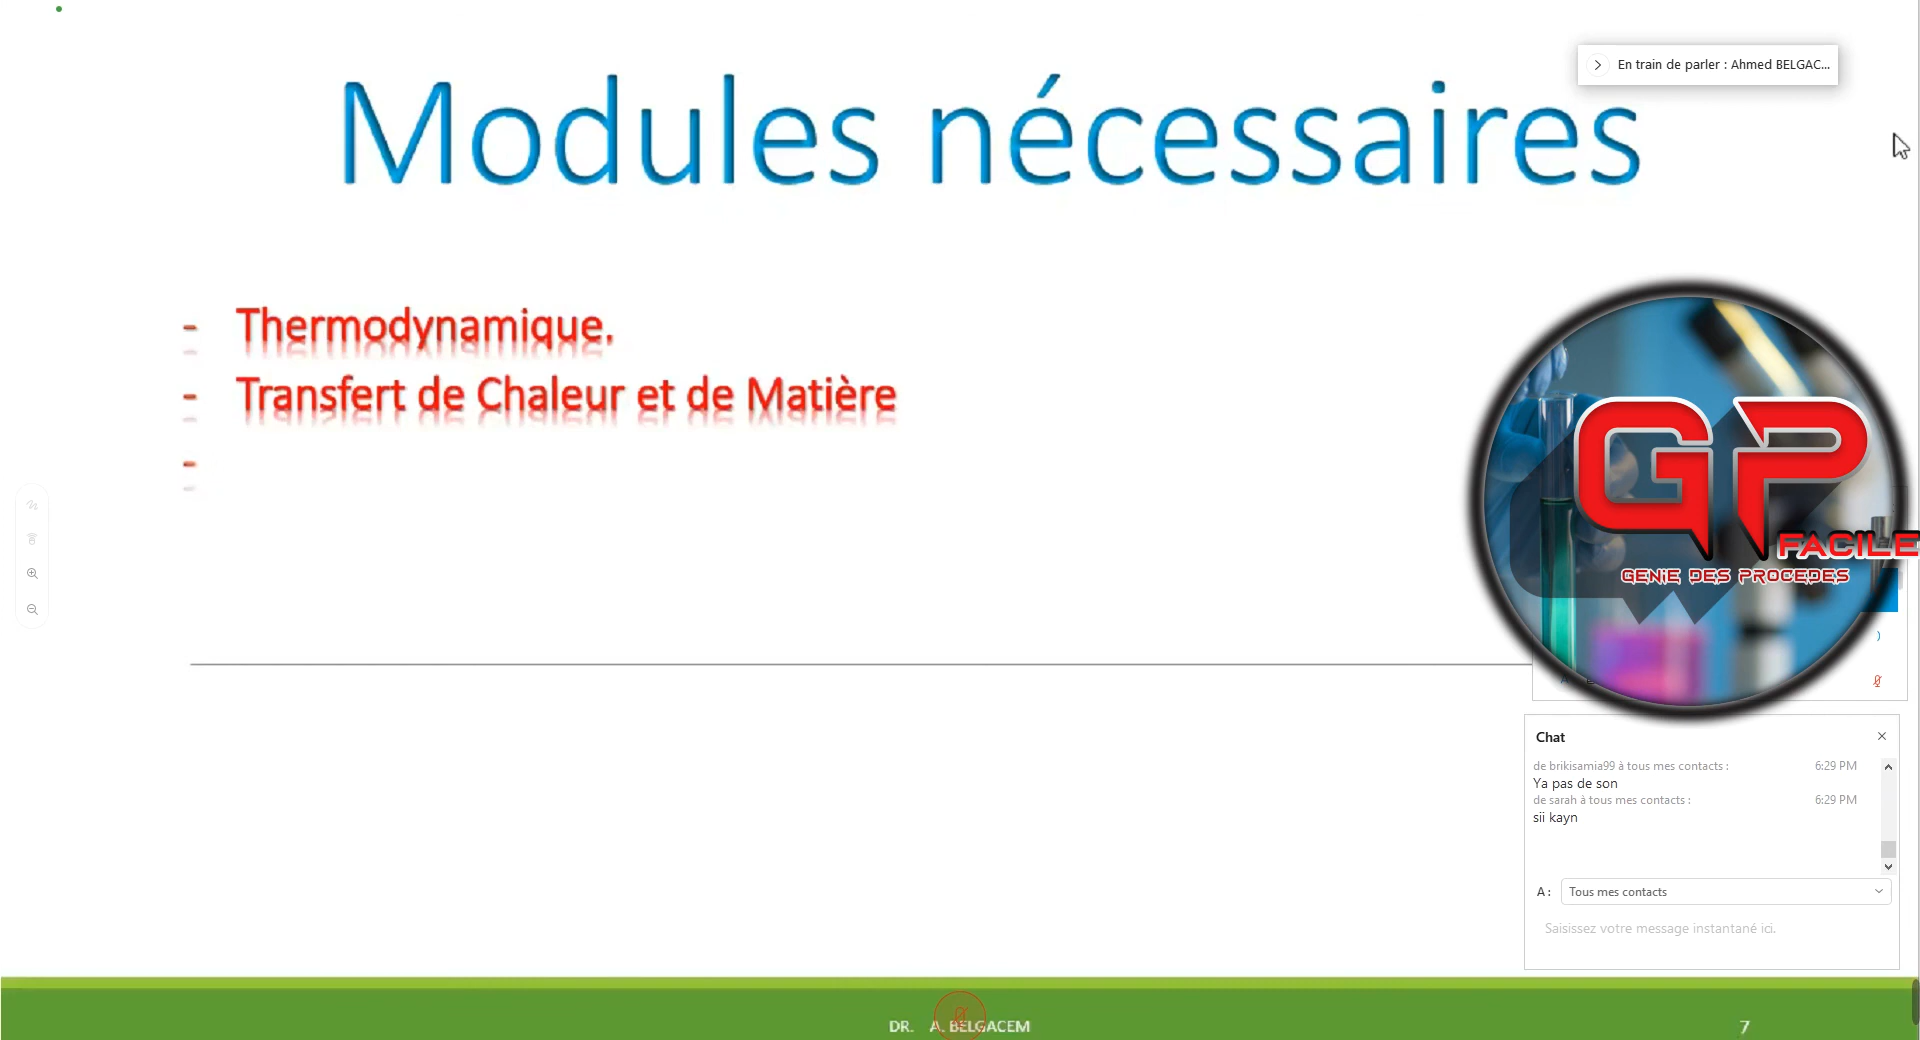 En train de parler : Ahmed BELGAC...
Modules nécessaires
- Thermodynamique.
- Transfert de Chaleur et de Matière
-
GP
FACILE
GENIE DES PROCEDES
Chat
de brikisamia99 à tous mes contacts : 6:29 PM
Ya pas de son
de sarah à tous mes contacts : 6:29 PM
sii kayn
A : Tous mes contacts
Saisissez votre message instantané ici.
DR. A. BELGACEM 7